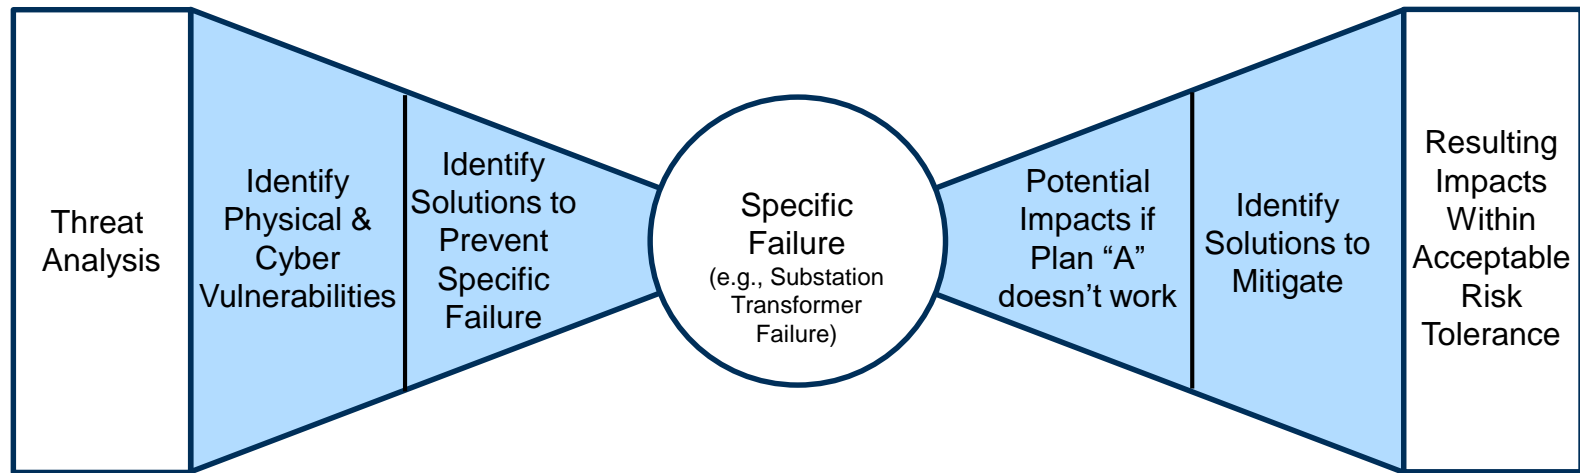 Threat
Analysis
Identify
Physical &
Cyber
Vulnerabilities
Identify
Solutions to
Prevent
Specific
Failure
Specific
Failure
(e.g., Substation
Transformer
Failure)
Potential
Impacts if
Plan “A”
doesn’t work
Identify
Solutions to
Mitigate
Resulting
Impacts
Within
Acceptable
Risk
Tolerance